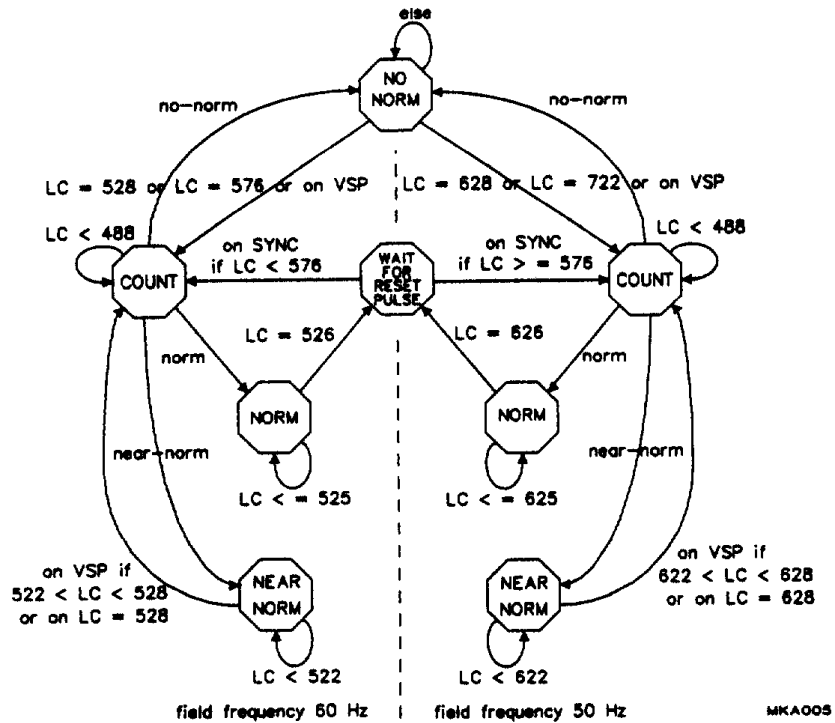 else
NO
NORM
no-norm
no-norm
LC = 528 or LC = 576 or on VSP
LC = 628 or LC = 722 or on VSP
LC < 488
LC < 488
on SYNC
if LC < 576
on SYNC
if LC > = 576
COUNT
WAIT
FOR
RESET
PULSE
COUNT
LC = 526
LC = 626
norm
norm
NORM
NORM
near-norm
near-norm
LC < = 525
LC < = 625
on VSP if
522 < LC < 528
or on LC = 528
on VSP if
622 < LC < 628
or on LC = 628
NEAR
NORM
NEAR
NORM
LC < 522
LC < 622
field frequency 60 Hz
field frequency 50 Hz
MKA005